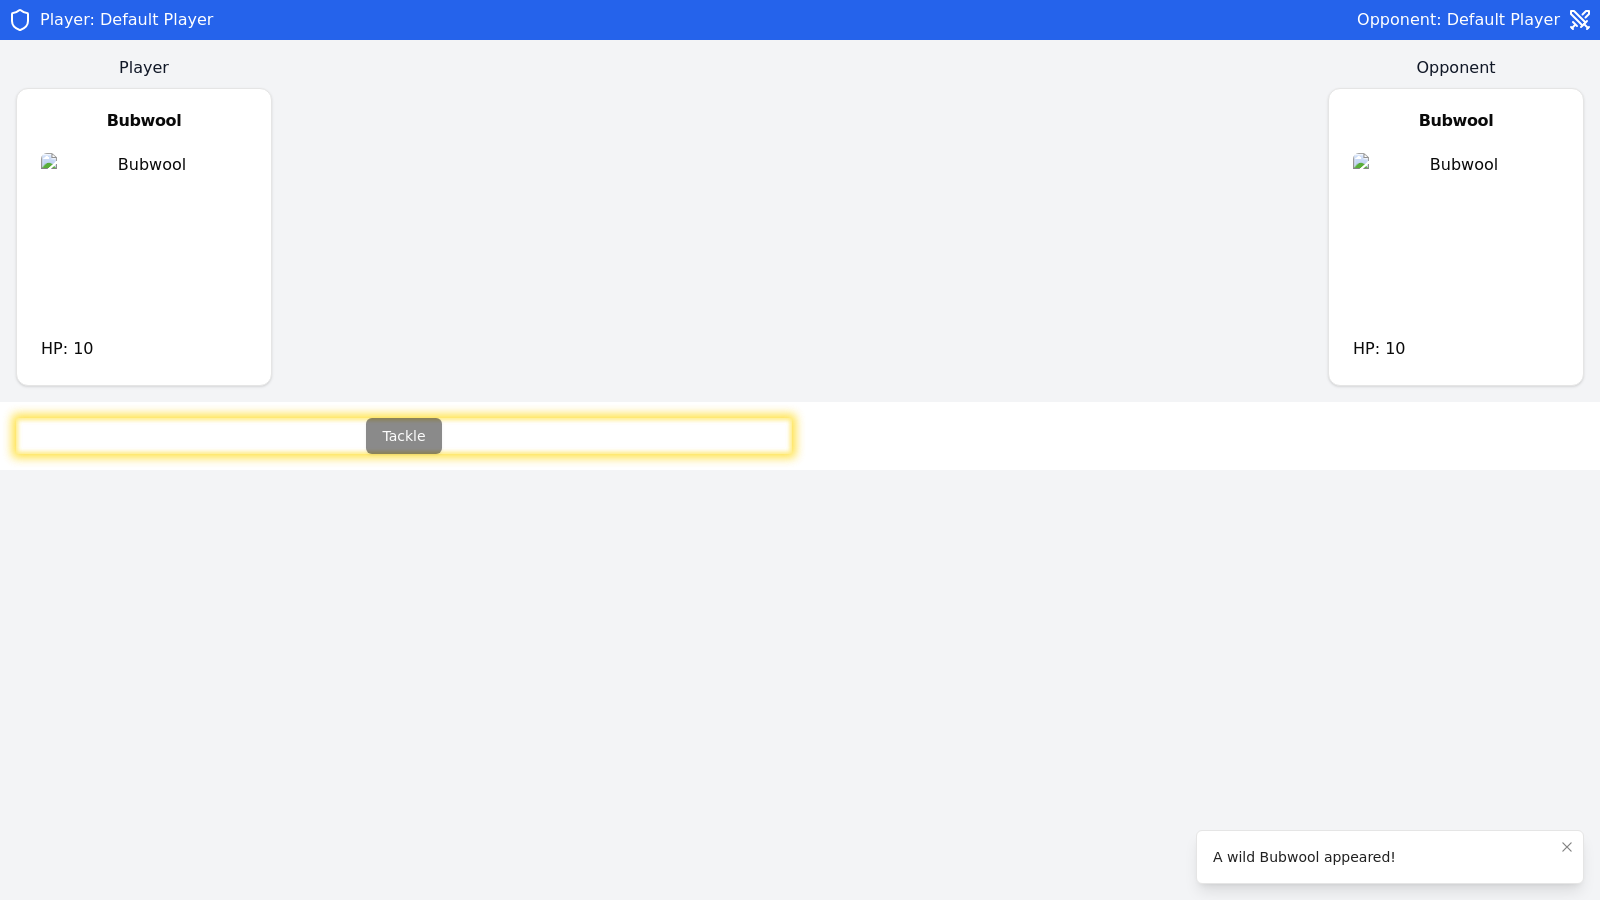 Player: Default Player
Opponent: Default Player
Player
Opponent
Bubwool
Bubwool
HP: 10
Bubwool
Bubwool
HP: 10
Tackle
A wild Bubwool appeared!